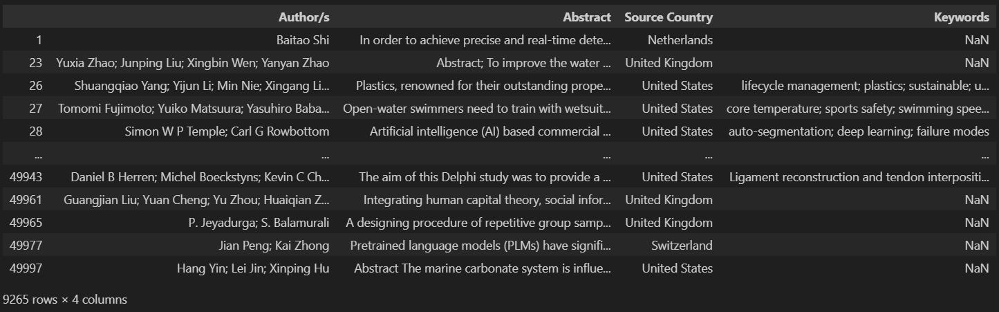 Author/s Abstract Source Country Keywords
1 Baitao Shi In order to achieve precise and real-time dete... Netherlands NaN
23 Yuxia Zhao; Junping Liu; Xingbin Wen; Yanyan Zhao Abstract; To improve the water ... United Kingdom NaN
26 Shuangqiao Yang; Yijun Li; Min Nie; Xingang Li... Plastics, renowned for their outstanding prope... United States lifecycle management; plastics; sustainable; u...
27 Tomomi Fujimoto; Yuiko Matsuura; Yasuhiro Baba... Open-water swimmers need to train with wetsuit... United States core temperature; sports safety; swimming spee...
28 Simon W P Temple; Carl G Rowbottom Artificial intelligence (AI) based commercial ... United States auto-segmentation; deep learning; failure modes
... ... ... ... ...
49943 Daniel B Herren; Michel Boeckstyns; Kevin C Ch... The aim of this Delphi study was to provide a ... United States Ligament reconstruction and tendon interpositi...
49961 Guangjian Liu; Yuan Cheng; Yu Zhou; Huaiqian Z... Integrating human capital theory, social infor... United Kingdom NaN
49965 P. Jeyadurga; S. Balamurali A designing procedure of repetitive group samp... United Kingdom NaN
49977 Jian Peng; Kai Zhong Pretrained language models (PLMs) have signifi... Switzerland NaN
49997 Hang Yin; Lei Jin; Xinping Hu Abstract The marine carbonate system is influe... United States NaN
9265 rows × 4 columns